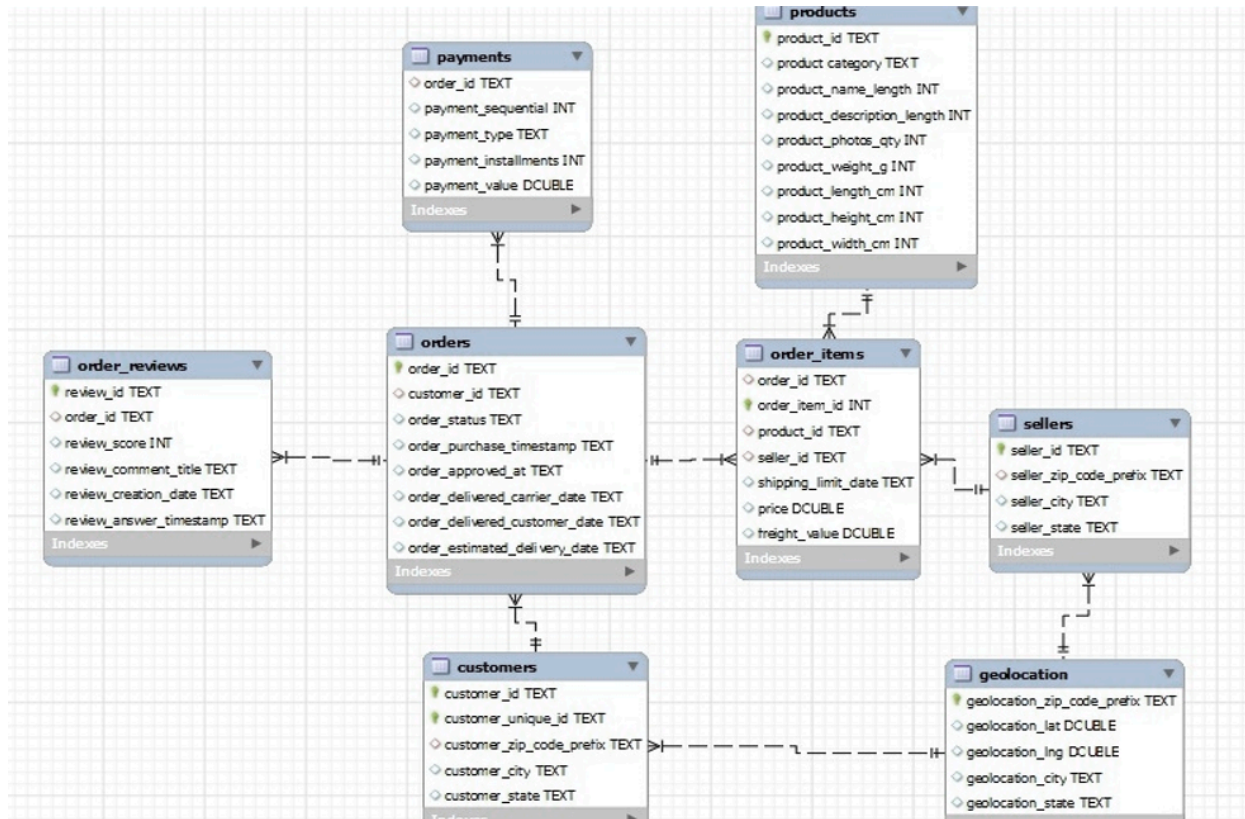 payments
order_id TEXT
payment_sequential INT
payment_type TEXT
payment_installments INT
payment_value DCUBLE
Indexes
products
product_id TEXT
product category TEXT
product_name_length INT
product_description_length INT
product_photos_qty INT
product_weight_g INT
product_length_cm INT
product_height_cm INT
product_width_cm INT
Indexes
order_reviews
review_id TEXT
order_id TEXT
review_score INT
review_comment_title TEXT
review_creation_date TEXT
review_answer_timestamp TEXT
Indexes
orders
order_id TEXT
customer_id TEXT
order_status TEXT
order_purchase_timestamp TEXT
order_approved_at TEXT
order_delivered_carrier_date TEXT
order_delivered_customer_date TEXT
order_estimated_delivery_date TEXT
Indexes
order_items
order_id TEXT
order_item_id INT
product_id TEXT
seller_id TEXT
shipping_limit_date TEXT
price DCUBLE
freight_value DCUBLE
Indexes
sellers
seller_id TEXT
seller_zip_code_prefix TEXT
seller_city TEXT
seller_state TEXT
Indexes
customers
customer_id TEXT
customer_unique_id TEXT
customer_zip_code_prefix TEXT
customer_city TEXT
customer_state TEXT
Indexes
geolocation
geolocation_zip_code_prefix TEXT
geolocation_lat DCUBLE
geolocation_lng DCUBLE
geolocation_city TEXT
geolocation_state TEXT